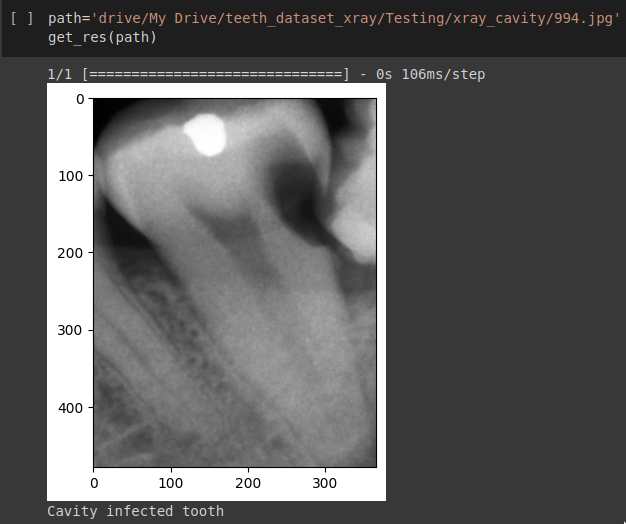 [ ] path='drive/My Drive/teeth_dataset_xray/Testing/xray_cavity/994.jpg'
get_res(path)
1/1 [==============================] - 0s 106ms/step
0
100
200
300
400
0 100 200 300
Cavity infected tooth